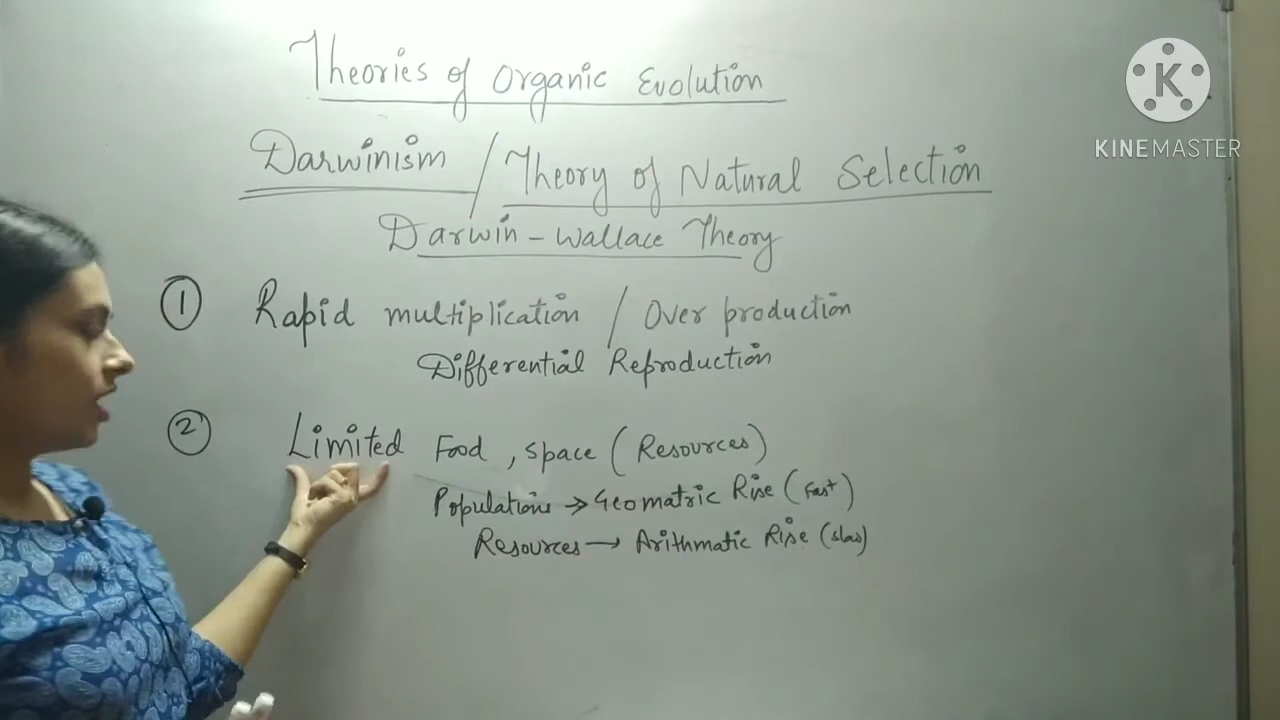 Theories of Organic Evolution
Darwinism / Theory of Natural Selection
Darwin - Wallace Theory
① Rapid multiplication / Over production
Differential Reproduction
② Limited Food, space (Resources)
Populations → Geomatric Rise (Fast)
Resources → Arithmatic Rise (slow)
K
KINEMASTER